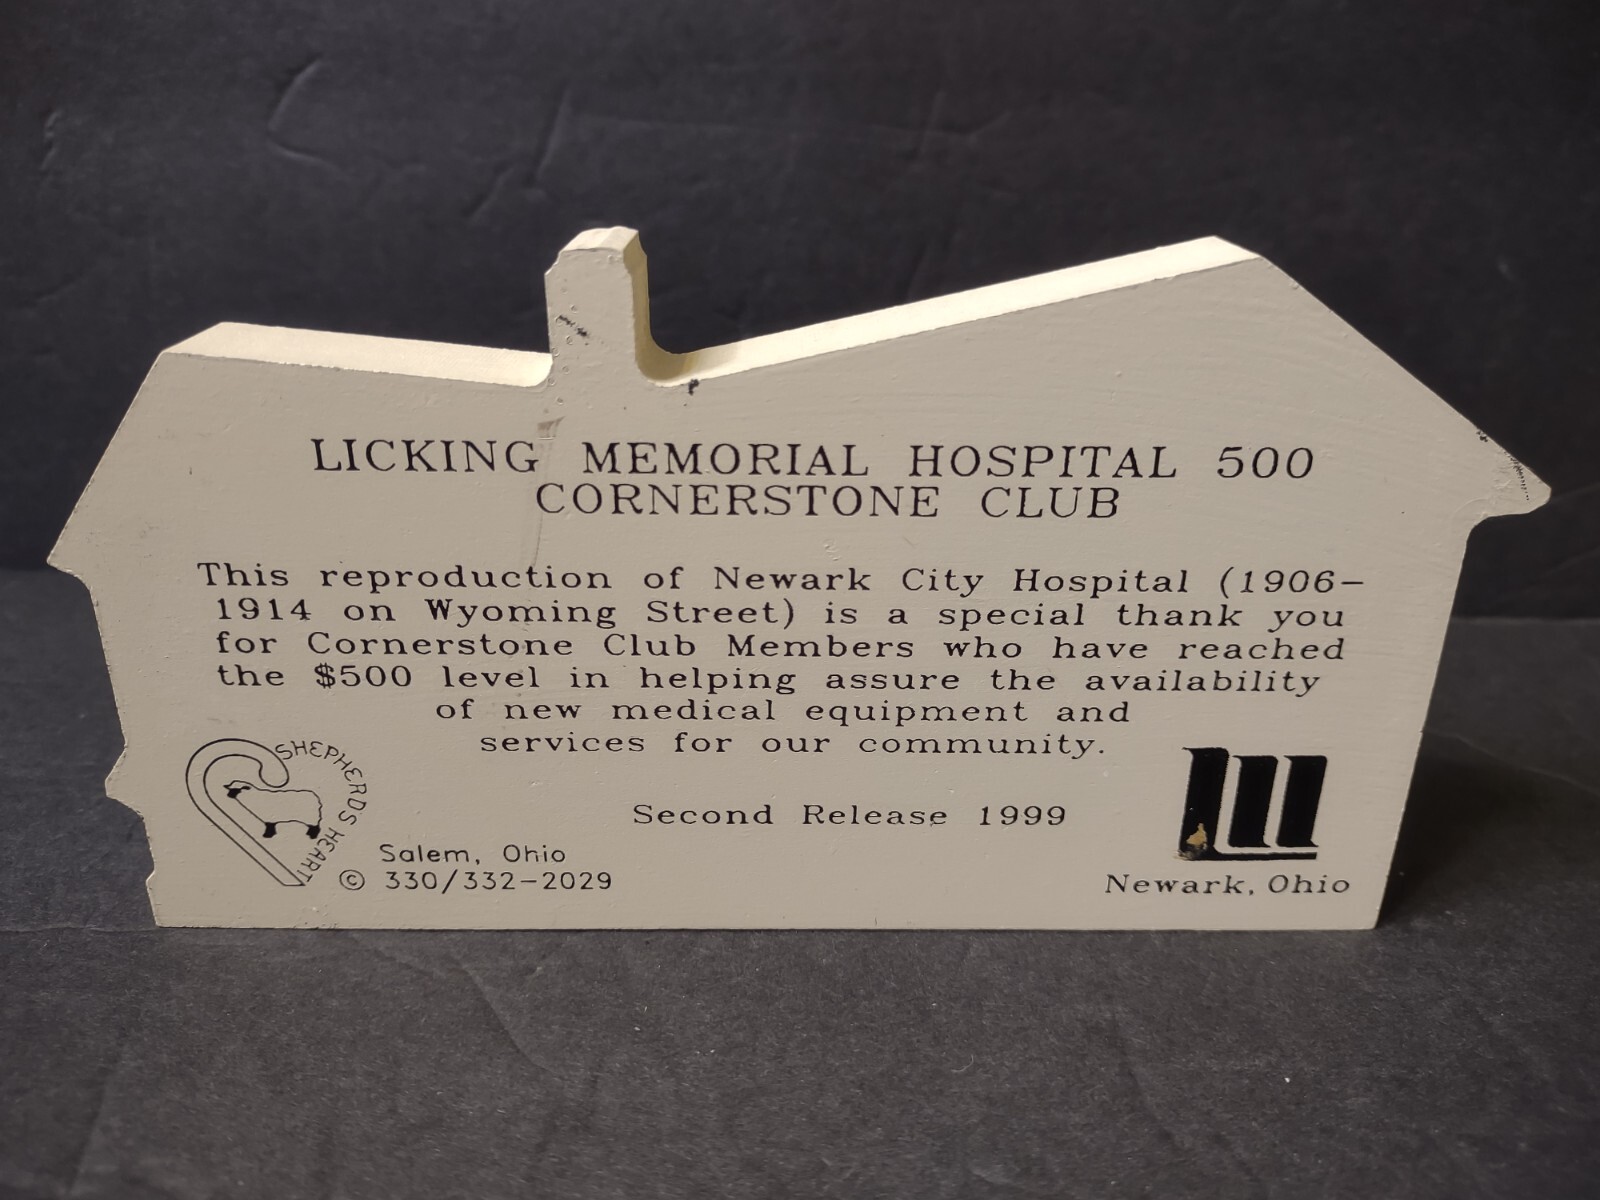 LICKING MEMORIAL HOSPITAL 500
CORNERSTONE CLUB
This reproduction of Newark City Hospital (1906-
1914 on Wyoming Street) is a special thank you
for Cornerstone Club Members who have reached
the $500 level in helping assure the availability
of new medical equipment and
services for our community.
Second Release 1999
SHEPHERDS HEART
Salem, Ohio
© 330/332-2029
LM
Newark, Ohio